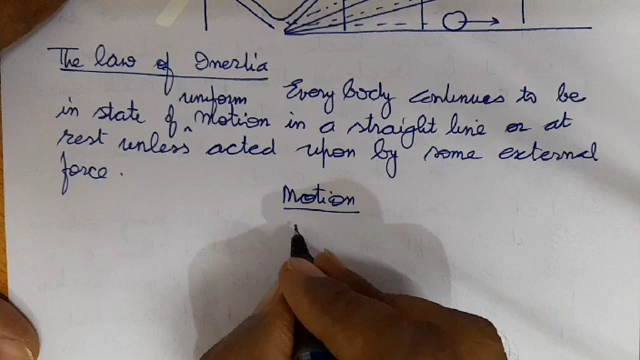 The law of Inertia
uniform Every body continues to be
in state of ^ motion in a straight line or at
rest unless acted upon by some external
force.
Motion